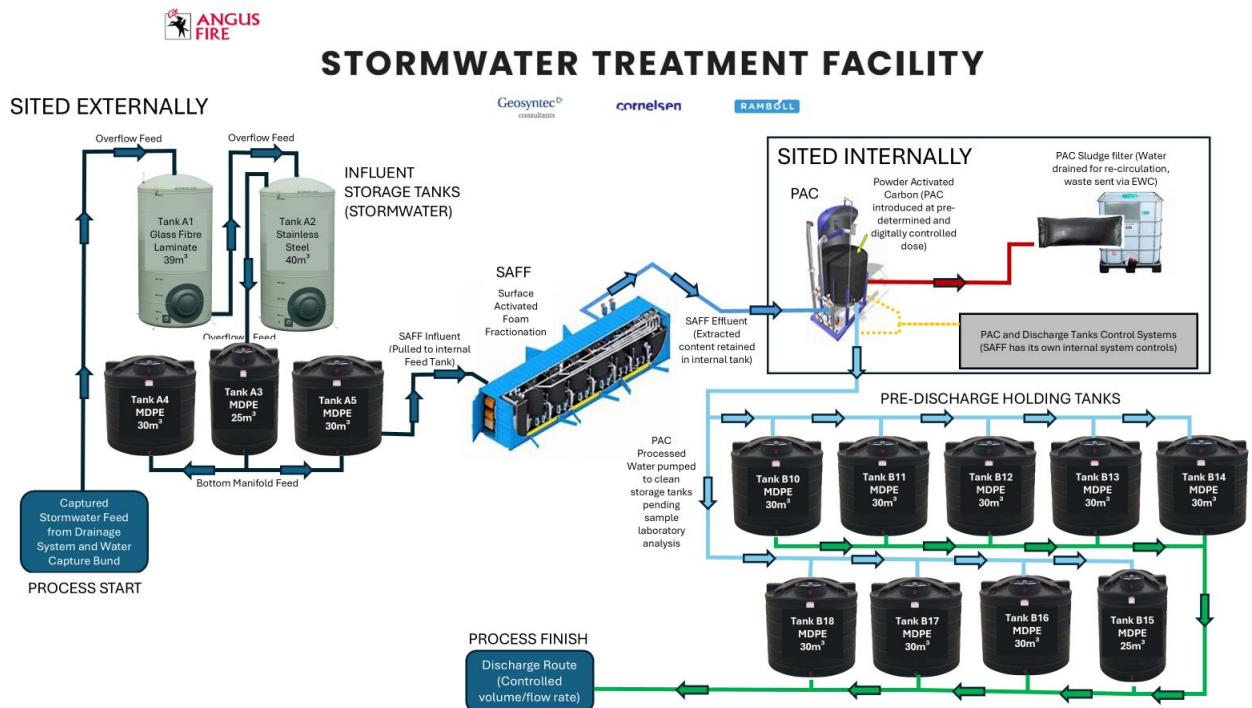 ANGUS
FIRE
STORMWATER TREATMENT FACILITY
Geosyntec
consultants
cornelsen
RAMBOLL
SITED EXTERNALLY
Overflow Feed
Overflow Feed
INFLUENT
STORAGE TANKS
(STORMWATER)
Tank A1
Glass Fibre
Laminate
39m³
Tank A2
Stainless
Steel
40m³
Overflow Feed
Tank A4
MDPE
30m³
Tank A3
MDPE
25m³
Tank A5
MDPE
30m³
Bottom Manifold Feed
Captured
Stormwater Feed
from Drainage
System and Water
Capture Bund
PROCESS START
SAFF Influent
(Pulled to internal
Feed Tank)
SAFF
Surface
Activated
Foam
Fractionation
SAFF Effluent
(Extracted
content retained
in internal tank)
SITED INTERNALLY
PAC
Powder Activated
Carbon (PAC
introduced at pre-
determined and
digitally controlled
dose)
PAC Sludge filter (Water
drained for re-circulation,
waste sent via EWC)
PAC and Discharge Tanks Control Systems
(SAFF has its own internal system controls)
PRE-DISCHARGE HOLDING TANKS
PAC
Processed
Water pumped
to clean
storage tanks
pending
sample
laboratory
analysis
Tank B10
MDPE
30m³
Tank B11
MDPE
30m³
Tank B12
MDPE
30m³
Tank B13
MDPE
30m³
Tank B14
MDPE
30m³
Tank B18
MDPE
30m³
Tank B17
MDPE
30m³
Tank B16
MDPE
30m³
Tank B15
MDPE
25m³
PROCESS FINISH
Discharge Route
(Controlled
volume/flow rate)